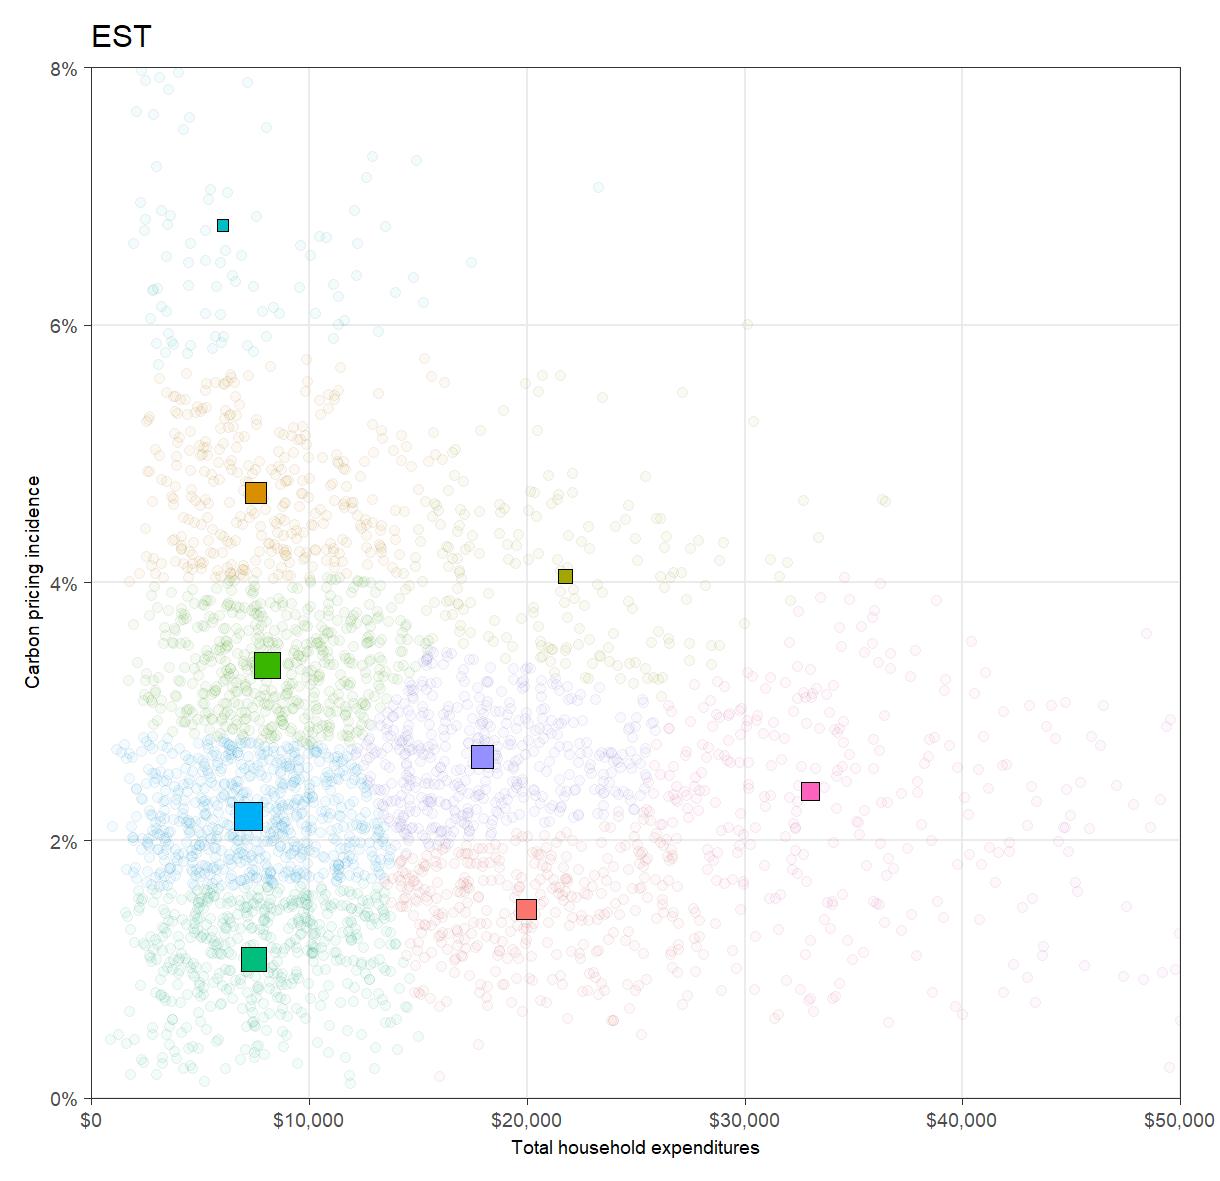 EST
8%
6%
4%
2%
0%
Carbon pricing incidence
$0 $10,000 $20,000 $30,000 $40,000 $50,000
Total household expenditures